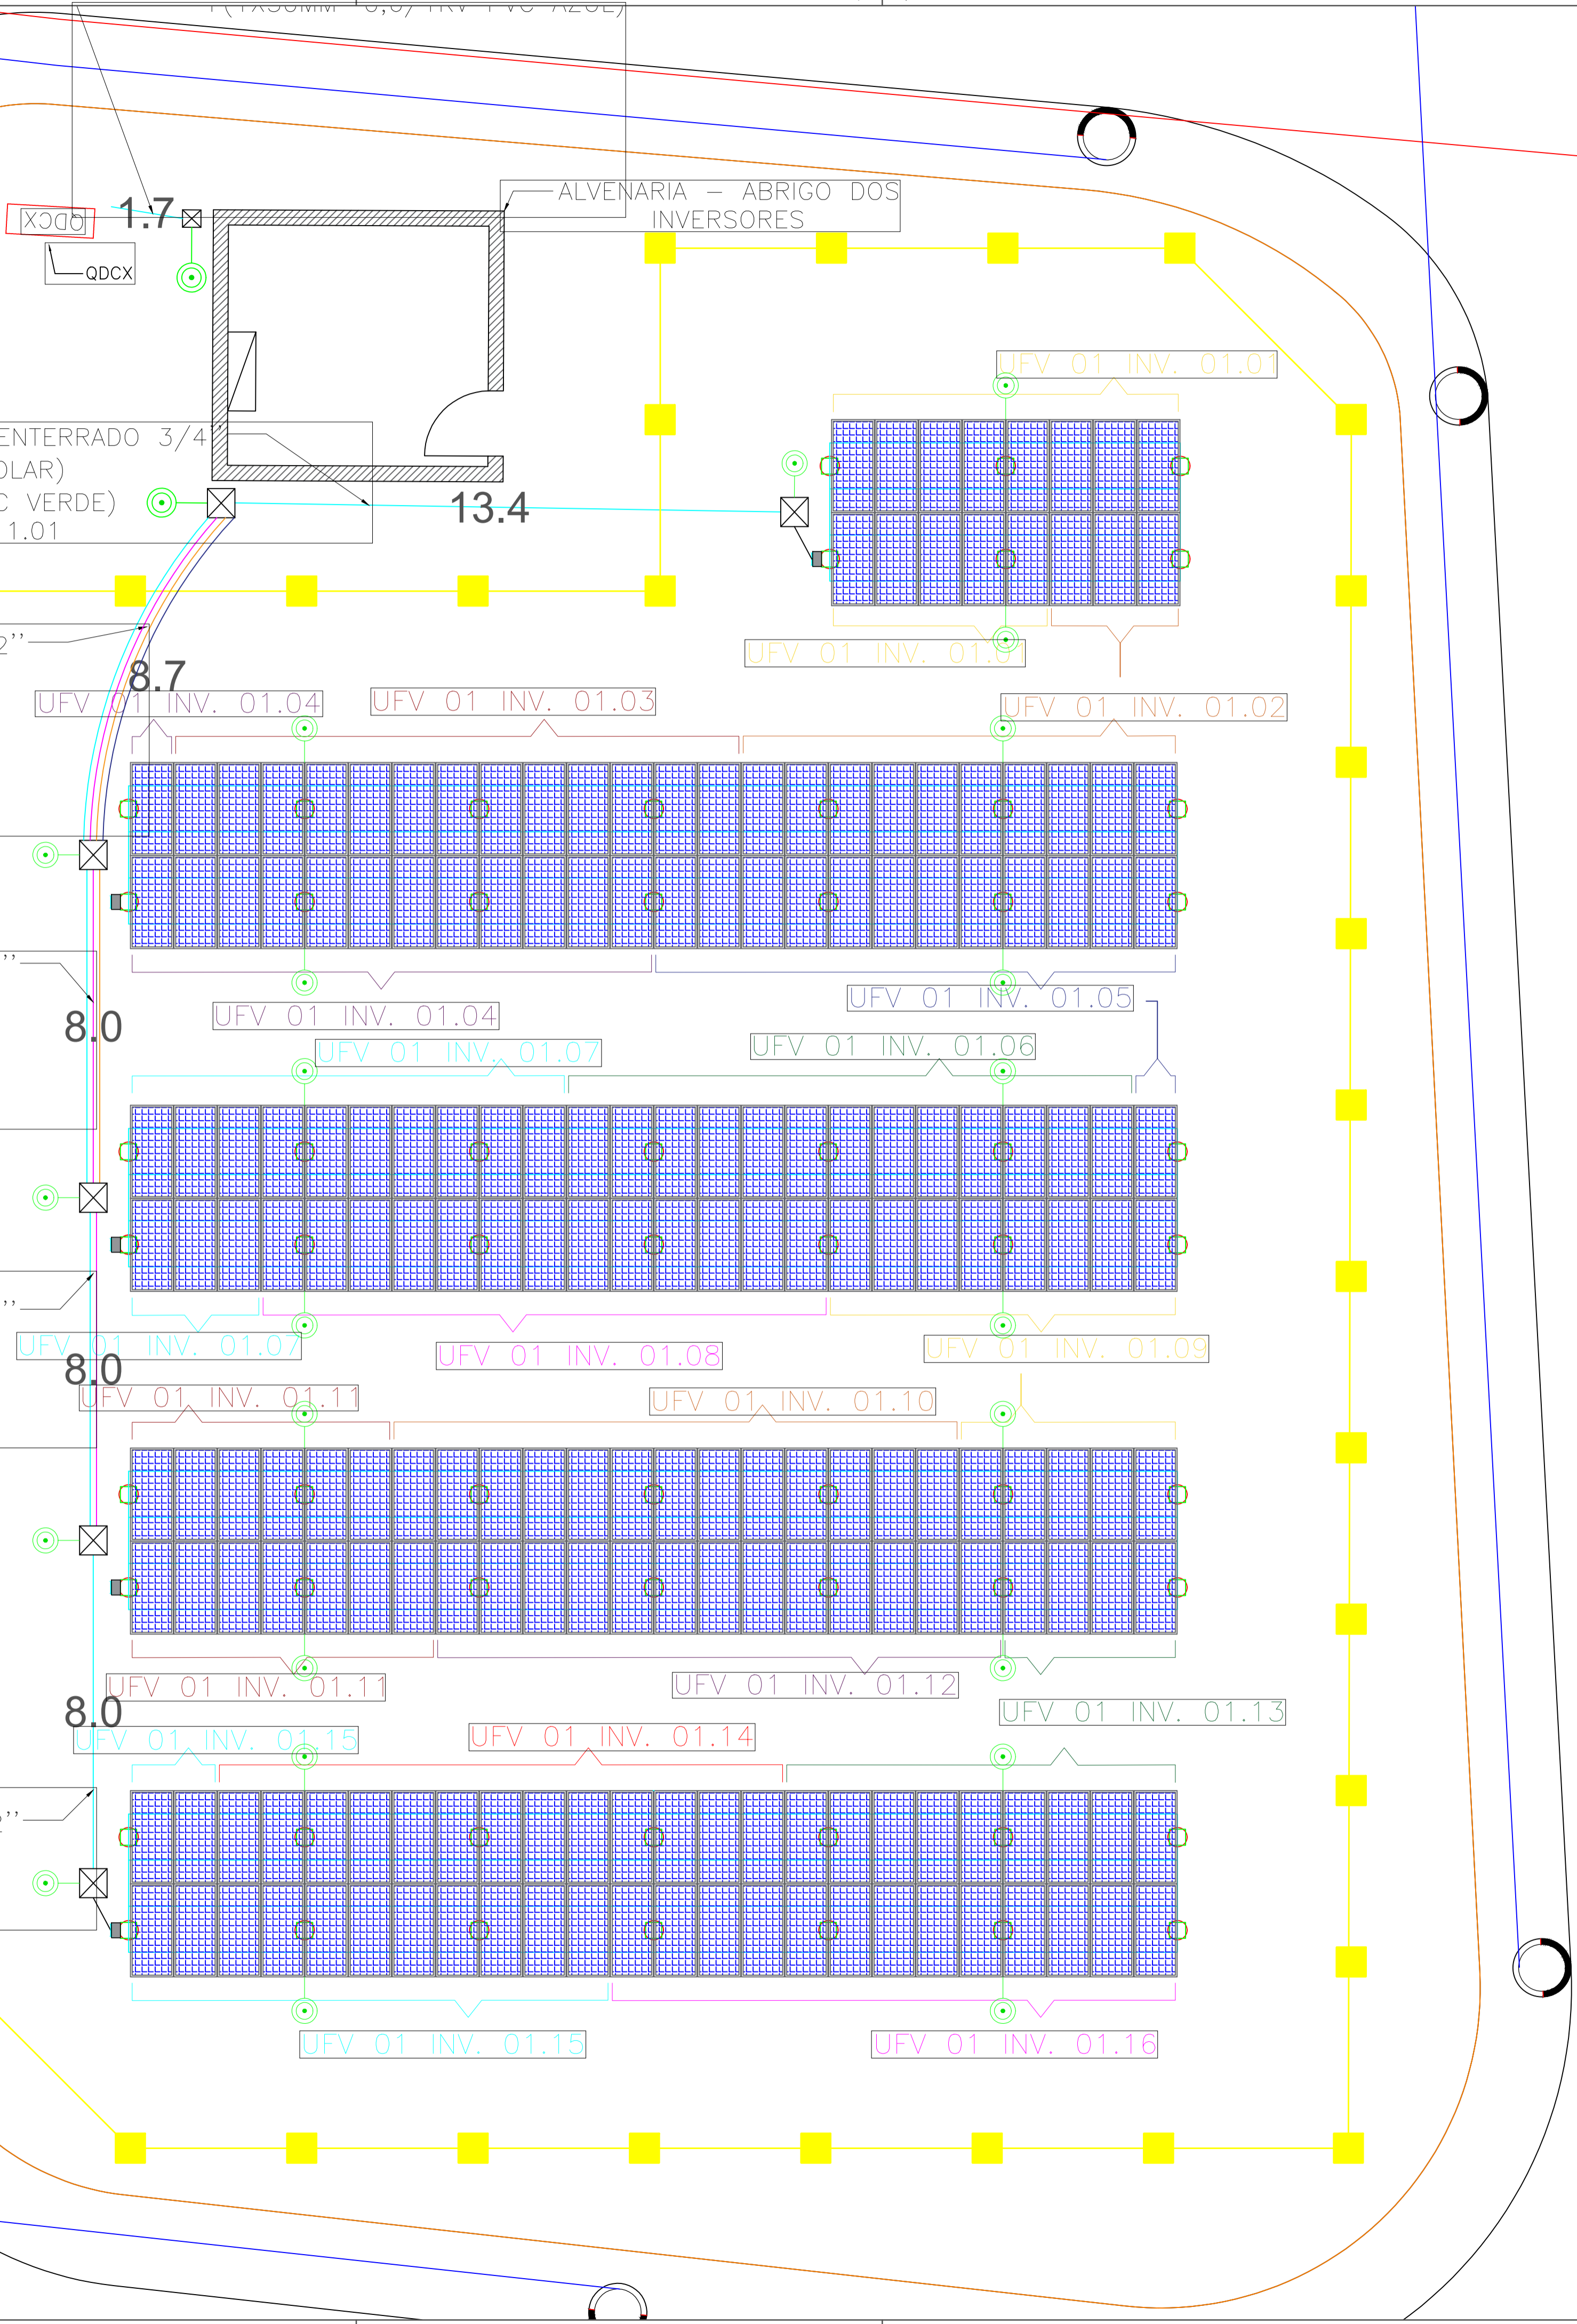 ALVENARIA – ABRIGO DOS
INVERSORES
1.7
QDCX
QDCX
UFV 01 INV. 01.01
ENTERRADO 3/4''
OLAR)
C VERDE)
1.01
13.4
UFV 01 INV. 01.01
2''
8.7
UFV 01 INV. 01.04
UFV 01 INV. 01.03
UFV 01 INV. 01.02
''
8.0
UFV 01 INV. 01.04
UFV 01 INV. 01.05
UFV 01 INV. 01.07
UFV 01 INV. 01.06
''
UFV 01 INV. 01.07
UFV 01 INV. 01.08
UFV 01 INV. 01.09
8.0
UFV 01 INV. 01.11
UFV 01 INV. 01.10
UFV 01 INV. 01.11
UFV 01 INV. 01.12
UFV 01 INV. 01.13
8.0
UFV 01 INV. 01.15
UFV 01 INV. 01.14
''
UFV 01 INV. 01.15
UFV 01 INV. 01.16